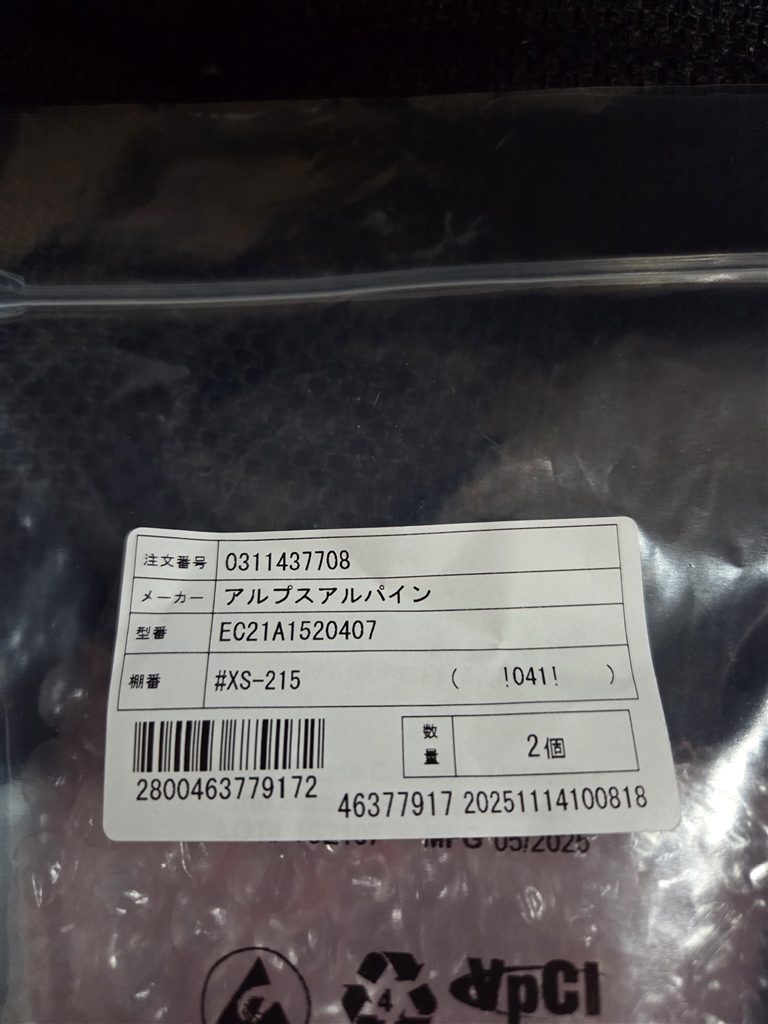 注文番号 0311437708
メーカー アルプスアルパイン
型番 EC21A1520407
棚番 #XS-215 ( !041! )
数量 2個
2800463779172
46377917 20251114100818
MFG 05/2025
4